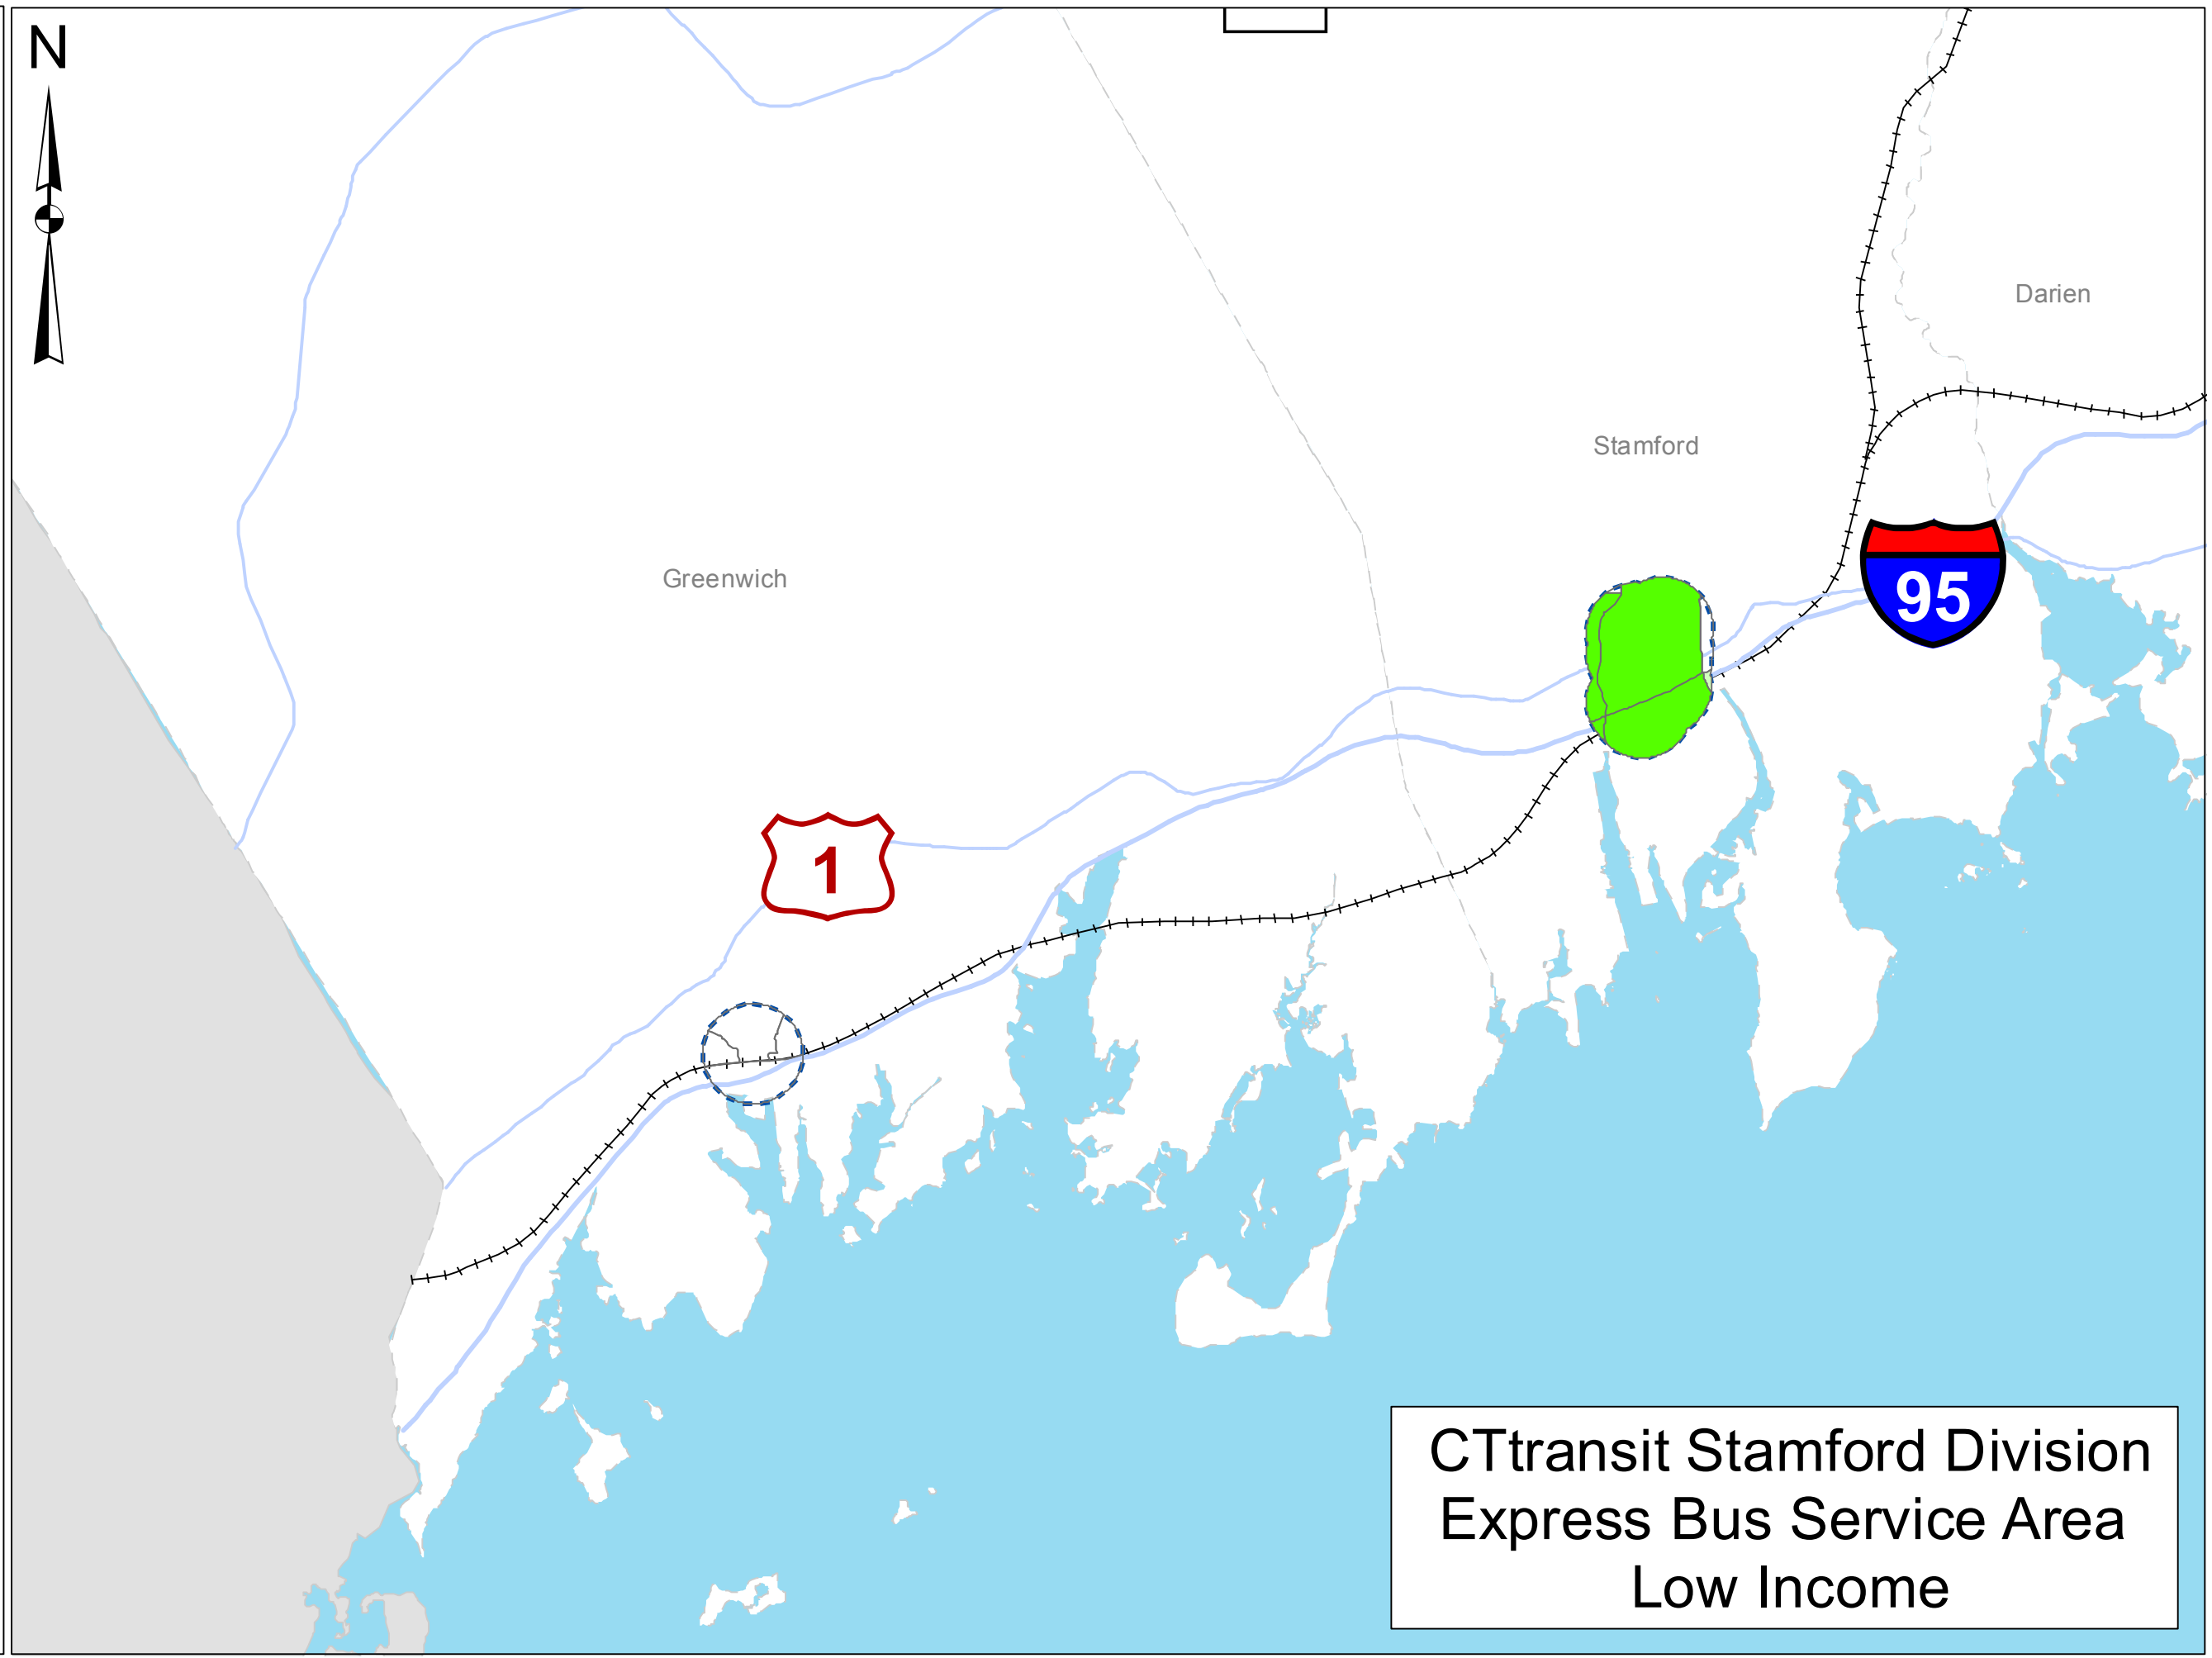 N
Darien
Stamford
Greenwich
95
1
CTtransit Stamford Division
Express Bus Service Area
Low Income